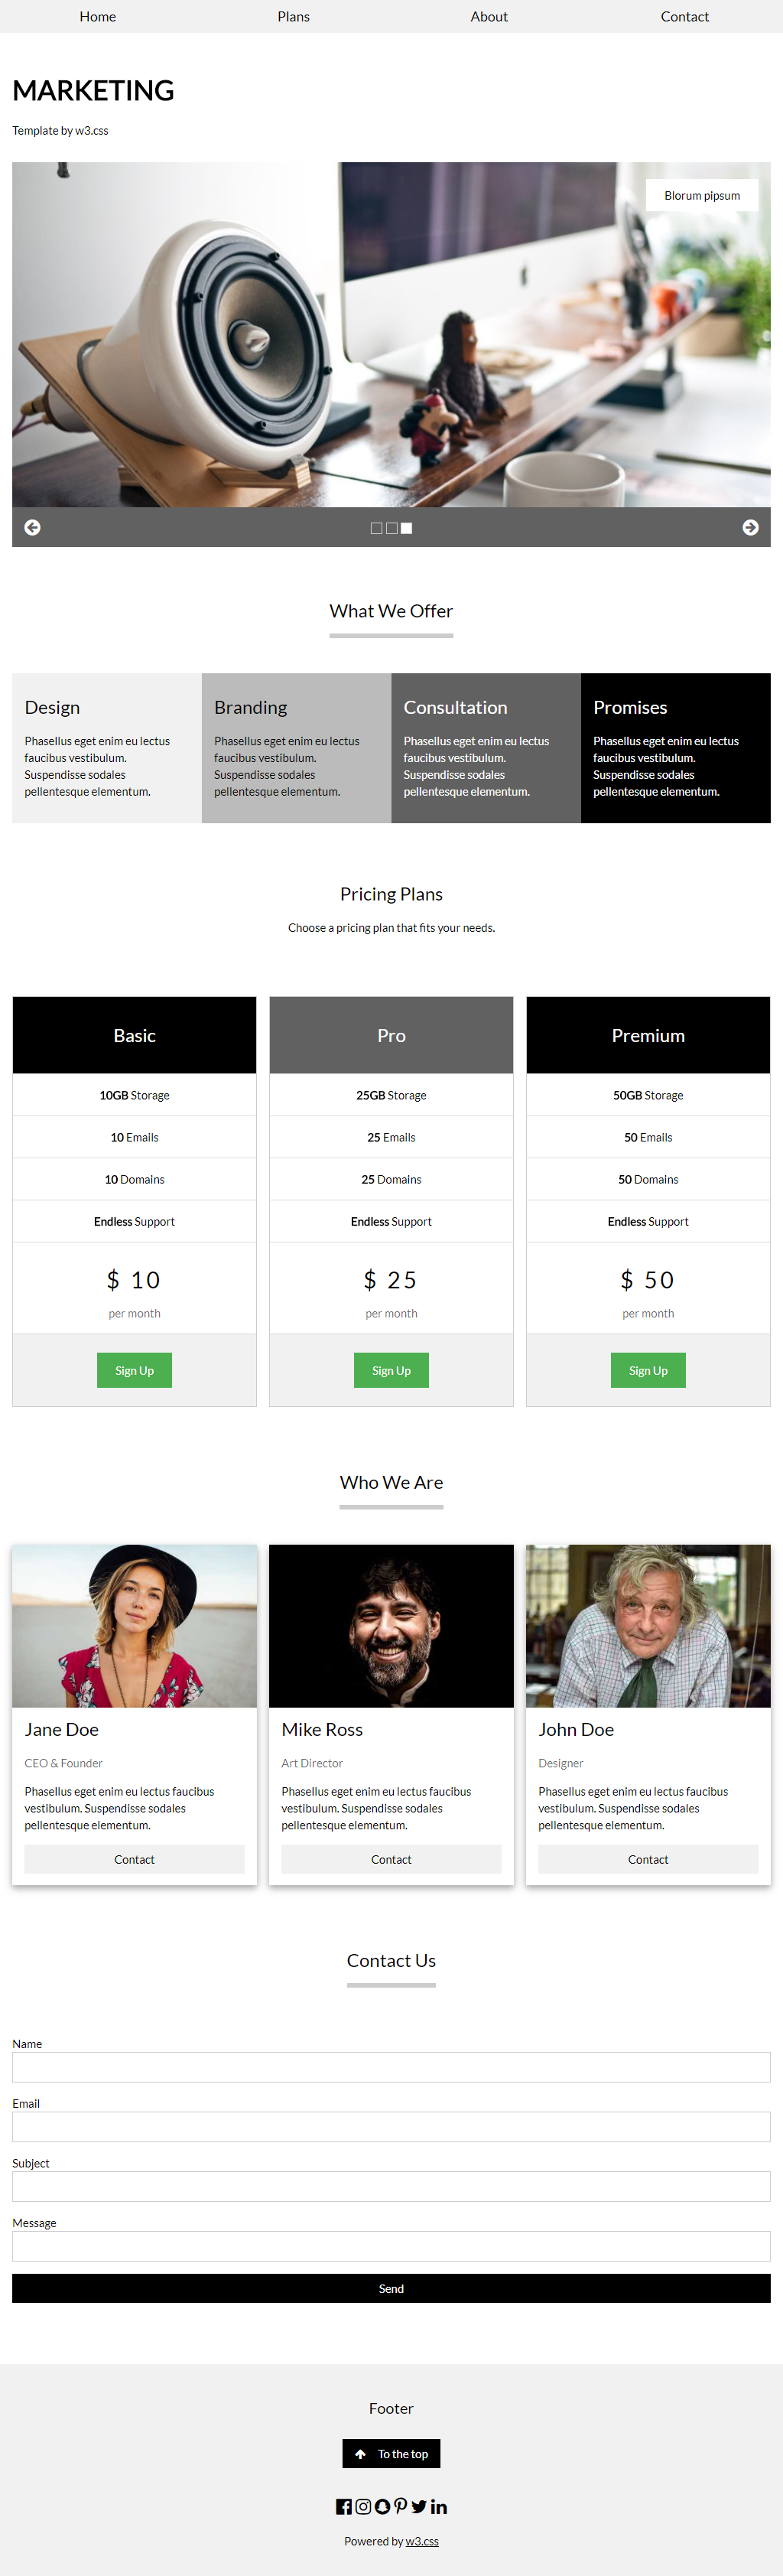 Home Plans About Contact
MARKETING
Template by w3.css
Blorum pipsum
What We Offer
Design
Phasellus eget enim eu lectus
faucibus vestibulum.
Suspendisse sodales
pellentesque elementum.
Branding
Phasellus eget enim eu lectus
faucibus vestibulum.
Suspendisse sodales
pellentesque elementum.
Consultation
Phasellus eget enim eu lectus
faucibus vestibulum.
Suspendisse sodales
pellentesque elementum.
Promises
Phasellus eget enim eu lectus
faucibus vestibulum.
Suspendisse sodales
pellentesque elementum.
Pricing Plans
Choose a pricing plan that fits your needs.
Basic
10GB Storage
10 Emails
10 Domains
Endless Support
$ 10
per month
Sign Up
Pro
25GB Storage
25 Emails
25 Domains
Endless Support
$ 25
per month
Sign Up
Premium
50GB Storage
50 Emails
50 Domains
Endless Support
$ 50
per month
Sign Up
Who We Are
Jane Doe
CEO & Founder
Phasellus eget enim eu lectus faucibus
vestibulum. Suspendisse sodales
pellentesque elementum.
Contact
Mike Ross
Art Director
Phasellus eget enim eu lectus faucibus
vestibulum. Suspendisse sodales
pellentesque elementum.
Contact
John Doe
Designer
Phasellus eget enim eu lectus faucibus
vestibulum. Suspendisse sodales
pellentesque elementum.
Contact
Contact Us
Name
Email
Subject
Message
Send
Footer
To the top
Powered by w3.css